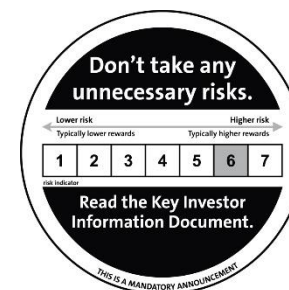 Don't take any
unnecessary risks.
Lower risk Higher risk
Typically lower rewards Typically higher rewards
1 2 3 4 5 6 7
risk indicator
Read the Key Investor
Information Document.
THIS IS A MANDATORY ANNOUNCEMENT